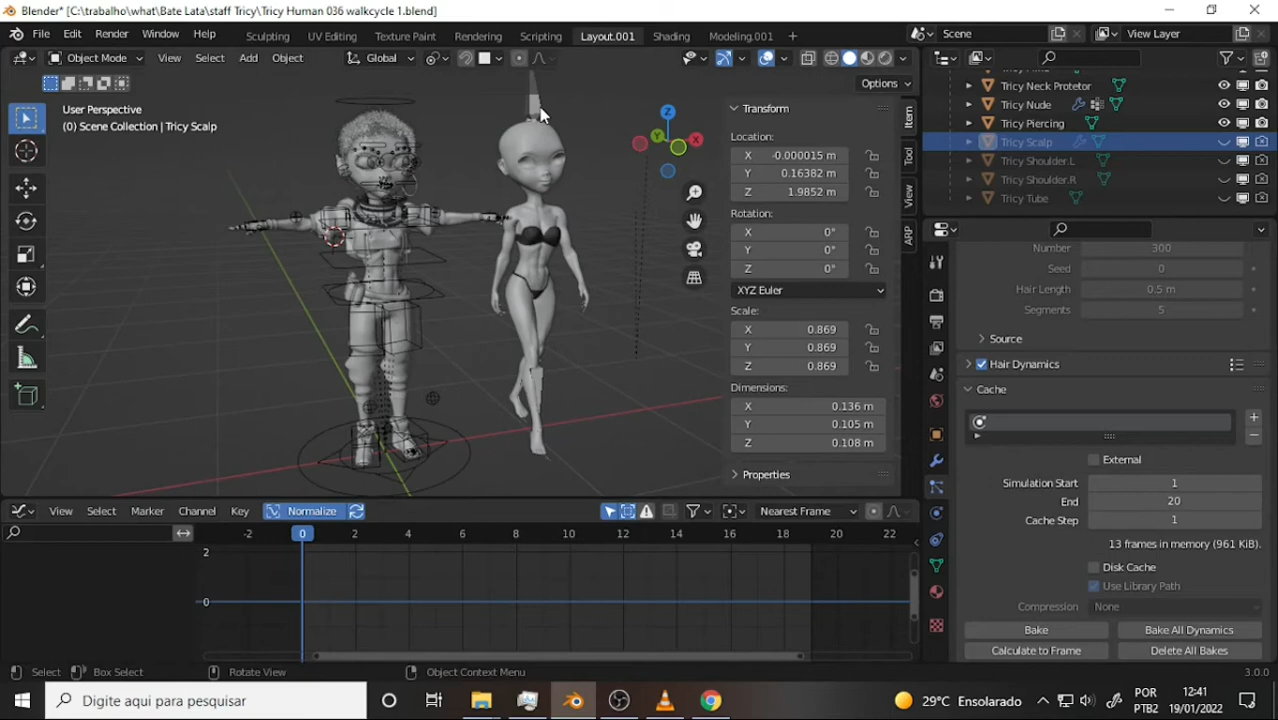 Blender* [C:\trabalho\what\Bate Lata\staff Tricy\Tricy Human 036 walkcycle 1.blend]
File Edit Render Window Help Sculpting UV Editing Texture Paint Rendering Scripting Layout.001 Shading Modeling.001 + Scene View Layer
Object Mode View Select Add Object Global
Options
User Perspective
(0) Scene Collection | Tricy Scalp
Z
Y
X
Item
Tool
View
ARP
Transform
Location:
X -0.000015 m
Y 0.16382 m
Z 1.9852 m
Rotation:
X 0°
Y 0°
Z 0°
XYZ Euler
Scale:
X 0.869
Y 0.869
Z 0.869
Dimensions:
X 0.136 m
Y 0.105 m
Z 0.108 m
Properties
Tricy Neck Protetor
Tricy Nude
Tricy Piercing
Tricy Scalp
Tricy Shoulder.L
Tricy Shoulder.R
Tricy Tube
Number 300
Seed 0
Hair Length 0.5 m
Segments 5
Source
Hair Dynamics
Cache
External
Simulation Start 1
End 20
Cache Step 1
13 frames in memory (961 KiB).
Disk Cache
Use Library Path
Compression None
Bake Bake All Dynamics
Calculate to Frame Delete All Bakes
View Select Marker Channel Key Normalize Nearest Frame
-2 0 2 4 6 8 10 12 14 16 18 20 22
2
0
Select Box Select Rotate View Object Context Menu 3.0.0
Digite aqui para pesquisar
29°C Ensolarado
POR
PTB2
12:41
19/01/2022